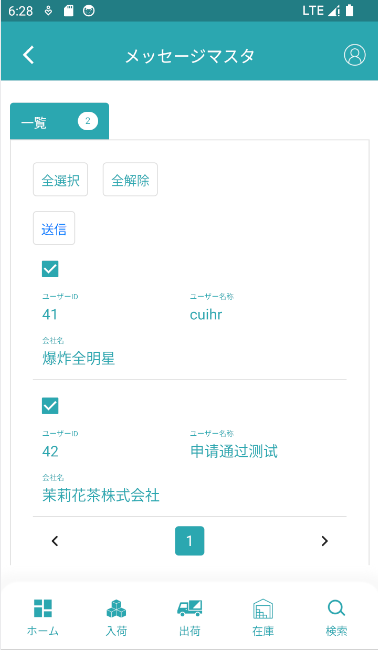 6:28
LTE
メッセージマスタ
一覧 2
全選択 全解除
送信
ユーザーID ユーザー名称
41 cuihr
会社名
爆炸全明星
ユーザーID ユーザー名称
42 申请通过测试
会社名
茉莉花茶株式会社
1
ホーム 入荷 出荷 在庫 検索